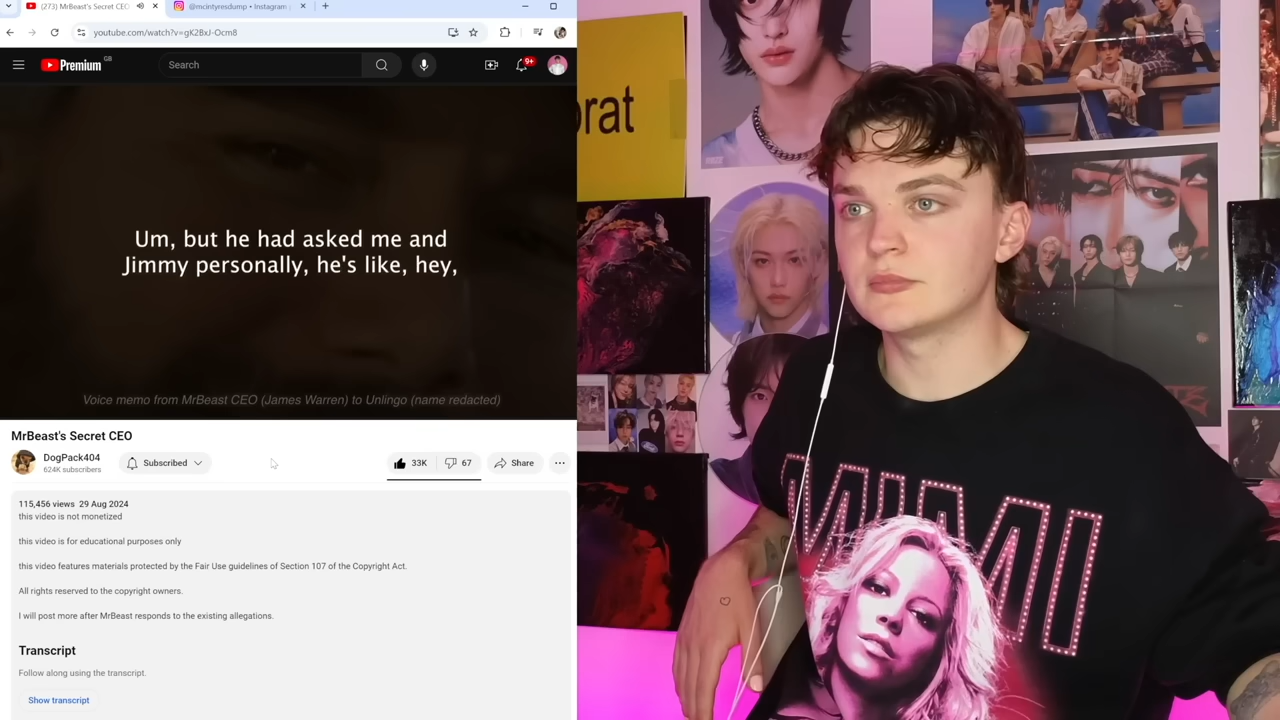 (273) MrBeast's Secret CEO
@mcintyresdump • Instagram
youtube.com/watch?v=gK2BxJ-Ocm8
Premium GB
Search
9+
Um, but he had asked me and
Jimmy personally, he's like, hey,
Voice memo from MrBeast CEO (James Warren) to Unlingo (name redacted)
MrBeast's Secret CEO
DogPack404
624K subscribers
Subscribed
33K
67
Share
115,456 views 29 Aug 2024
this video is not monetized
this video is for educational purposes only
this video features materials protected by the Fair Use guidelines of Section 107 of the Copyright Act.
All rights reserved to the copyright owners.
I will post more after MrBeast responds to the existing allegations.
Transcript
Follow along using the transcript.
Show transcript
brat
MIMI